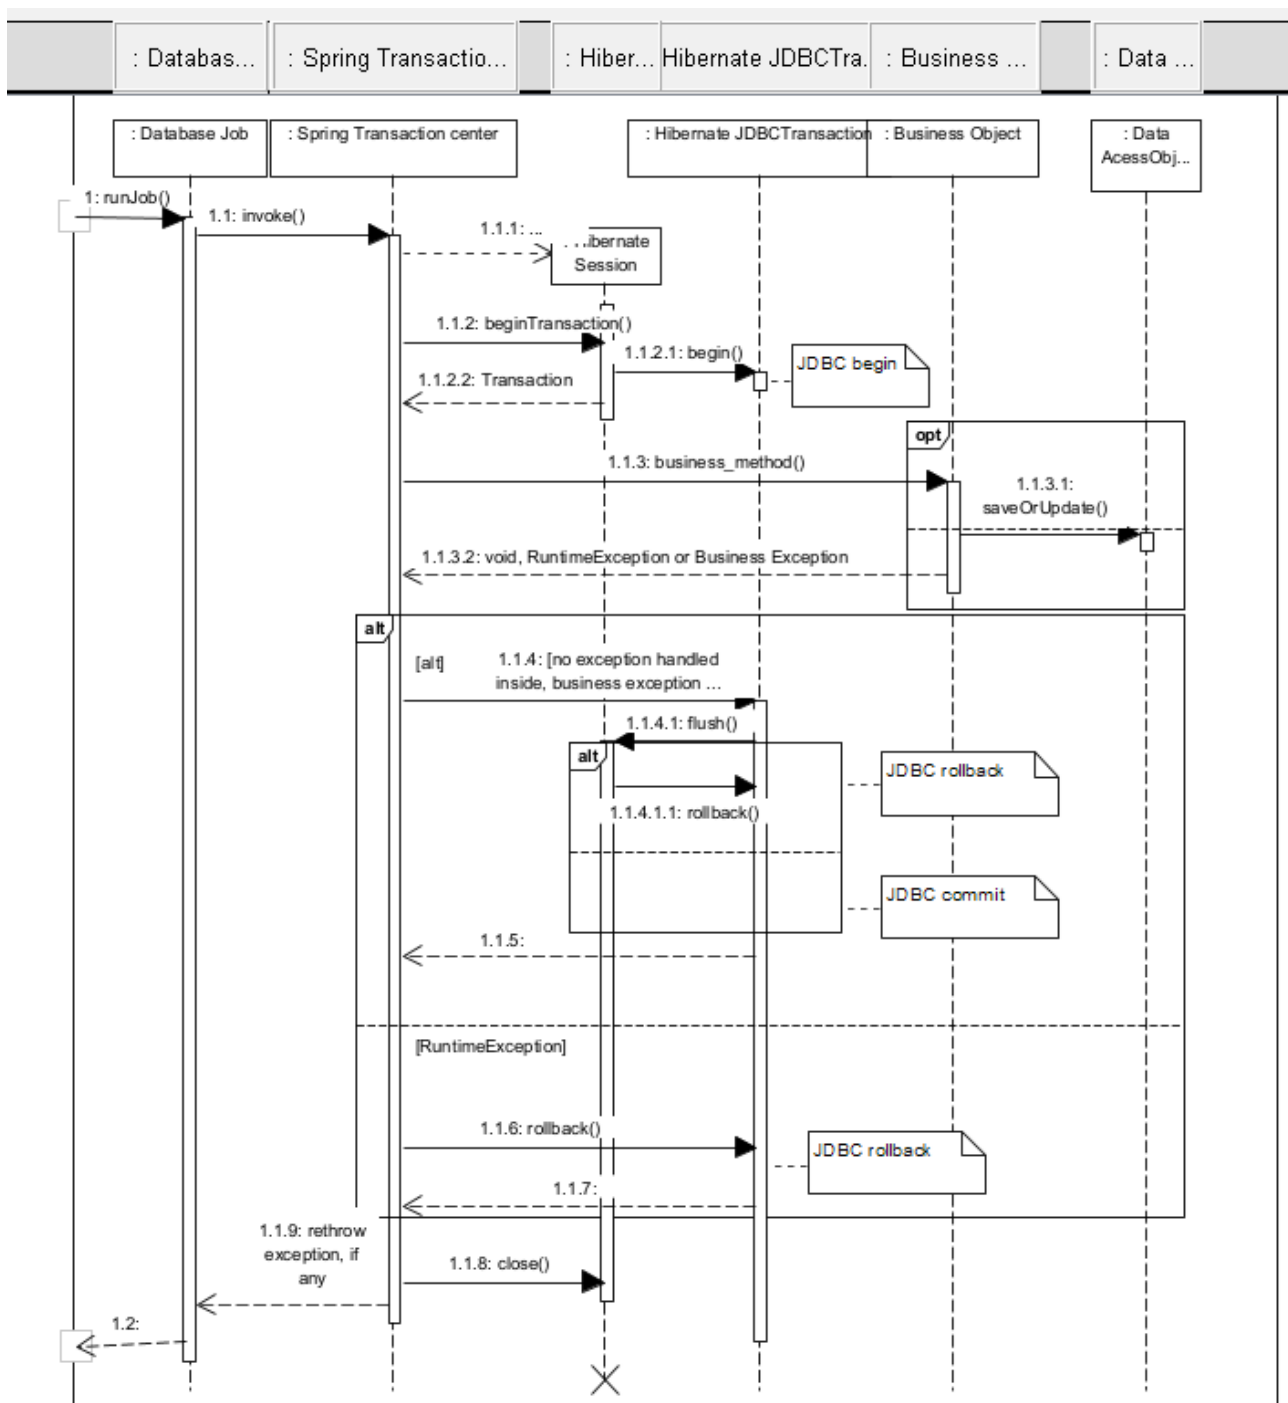 : Databas...
: Spring Transactio...
: Hiber...
Hibernate JDBCTra.
: Business ...
: Data ...
: Database Job
: Spring Transaction center
: Hibernate JDBCTransaction
: Business Object
: Data
AcessObj...
1: runJob()
1.1: invoke()
1.1.1: ...
: Hibernate
Session
1.1.2: beginTransaction()
1.1.2.1: begin()
JDBC begin
1.1.2.2: Transaction
opt
1.1.3: business_method()
1.1.3.1:
saveOrUpdate()
1.1.3.2: void, RuntimeException or Business Exception
alt
[alt]
1.1.4: [no exception handled
inside, business exception ...
1.1.4.1: flush()
alt
JDBC rollback
1.1.4.1.1: rollback()
JDBC commit
1.1.5:
[RuntimeException]
1.1.6: rollback()
JDBC rollback
1.1.7:
1.1.9: rethrow
exception, if
any
1.1.8: close()
1.2: